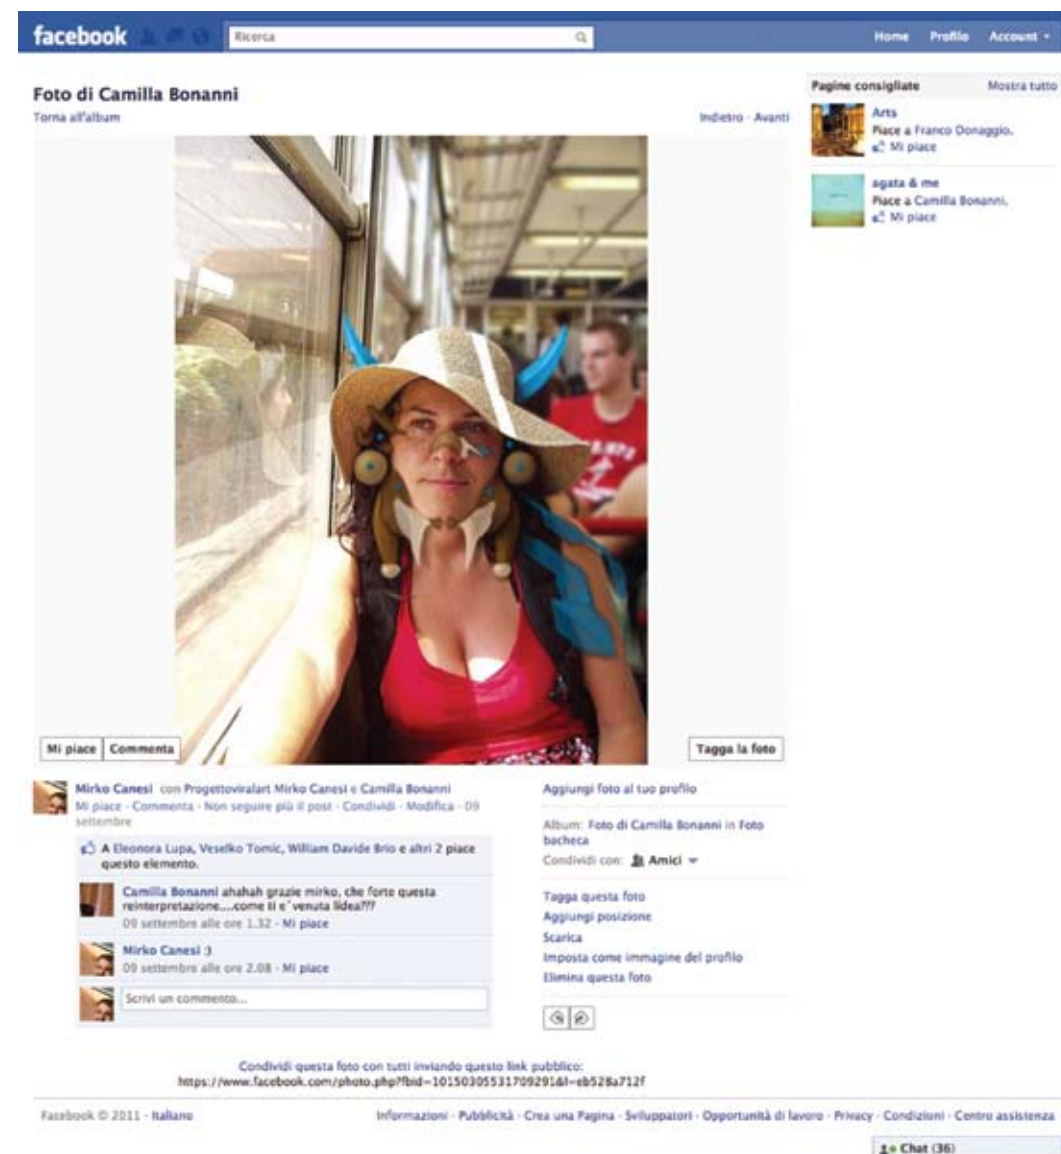 facebook
Ricerca
Home Profilo Account
Foto di Camilla Bonanni
Torna all'album
Indietro · Avanti
Pagine consigliate Mostra tutto
Arts
Piace a Franco Donaggio.
Mi piace
agata & me
Piace a Camilla Bonanni.
Mi piace
Mi piace Commenta
Tagga la foto
Mirko Canesi con Progettoviralart Mirko Canesi e Camilla Bonanni
Mi piace · Commenta · Non seguire più il post · Condividi · Modifica · 09
settembre
A Eleonora Lupa, Veselko Tomic, William Davide Brio e altri 2 piace
questo elemento.
Camilla Bonanni ahahah grazie mirko, che forte questa
reinterpretazione....come ti e´venuta lidea???
09 settembre alle ore 1.32 · Mi piace
Mirko Canesi :)
09 settembre alle ore 2.08 · Mi piace
Scrivi un commento...
Aggiungi foto al tuo profilo
Album: Foto di Camilla Bonanni in Foto
bacheca
Condividi con: Amici
Tagga questa foto
Aggiungi posizione
Scarica
Imposta come immagine del profilo
Elimina questa foto
Condividi questa foto con tutti inviando questo link pubblico:
https://www.facebook.com/photo.php?fbid=10150305531709291&l=eb528a712f
Facebook © 2011 · Italiano
Informazioni · Pubblicità · Crea una Pagina · Sviluppatori · Opportunità di lavoro · Privacy · Condizioni · Centro assistenza
Chat (36)